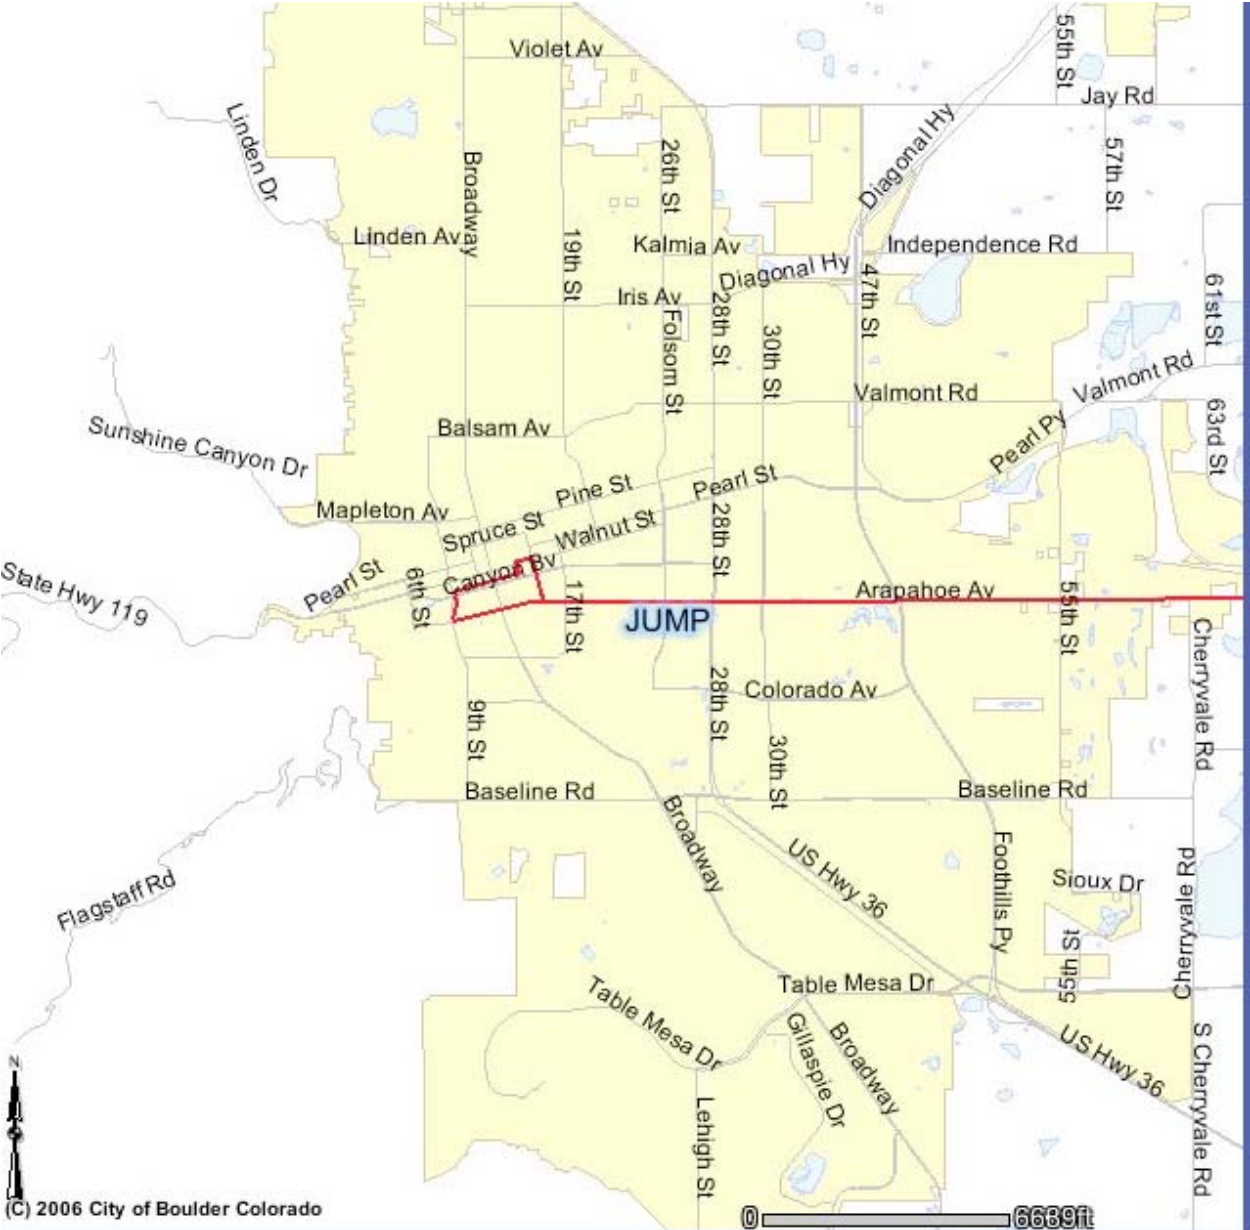 55th St
Violet Av
Jay Rd
Linden Dr
Broadway
26th St
Diagonal Hy
57th St
Linden Av
19th St
Kalmia Av
Independence Rd
Diagonal Hy
47th St
61st St
Iris Av
28th St
Folsom St
30th St
Valmont Rd
Valmont Rd
Sunshine Canyon Dr
Balsam Av
63rd St
Pearl Py
Pine St
Pearl St
Mapleton Av
Spruce St
Walnut St
28th St
State Hwy 119
Pearl St
6th St
Canyon Bv
17th St
JUMP
Arapahoe Av
55th St
Cherryvale Rd
28th St
Colorado Av
9th St
30th St
Baseline Rd
Baseline Rd
Broadway
US Hwy 36
Foothills Py
Sioux Dr
Cherryvale Rd
Flagstaff Rd
55th St
Table Mesa Dr
Table Mesa Dr
Gillaspie Dr
Broadway
US Hwy 36
S Cherryvale Rd
Lehigh St
N
(C) 2006 City of Boulder Colorado
0 6689ft